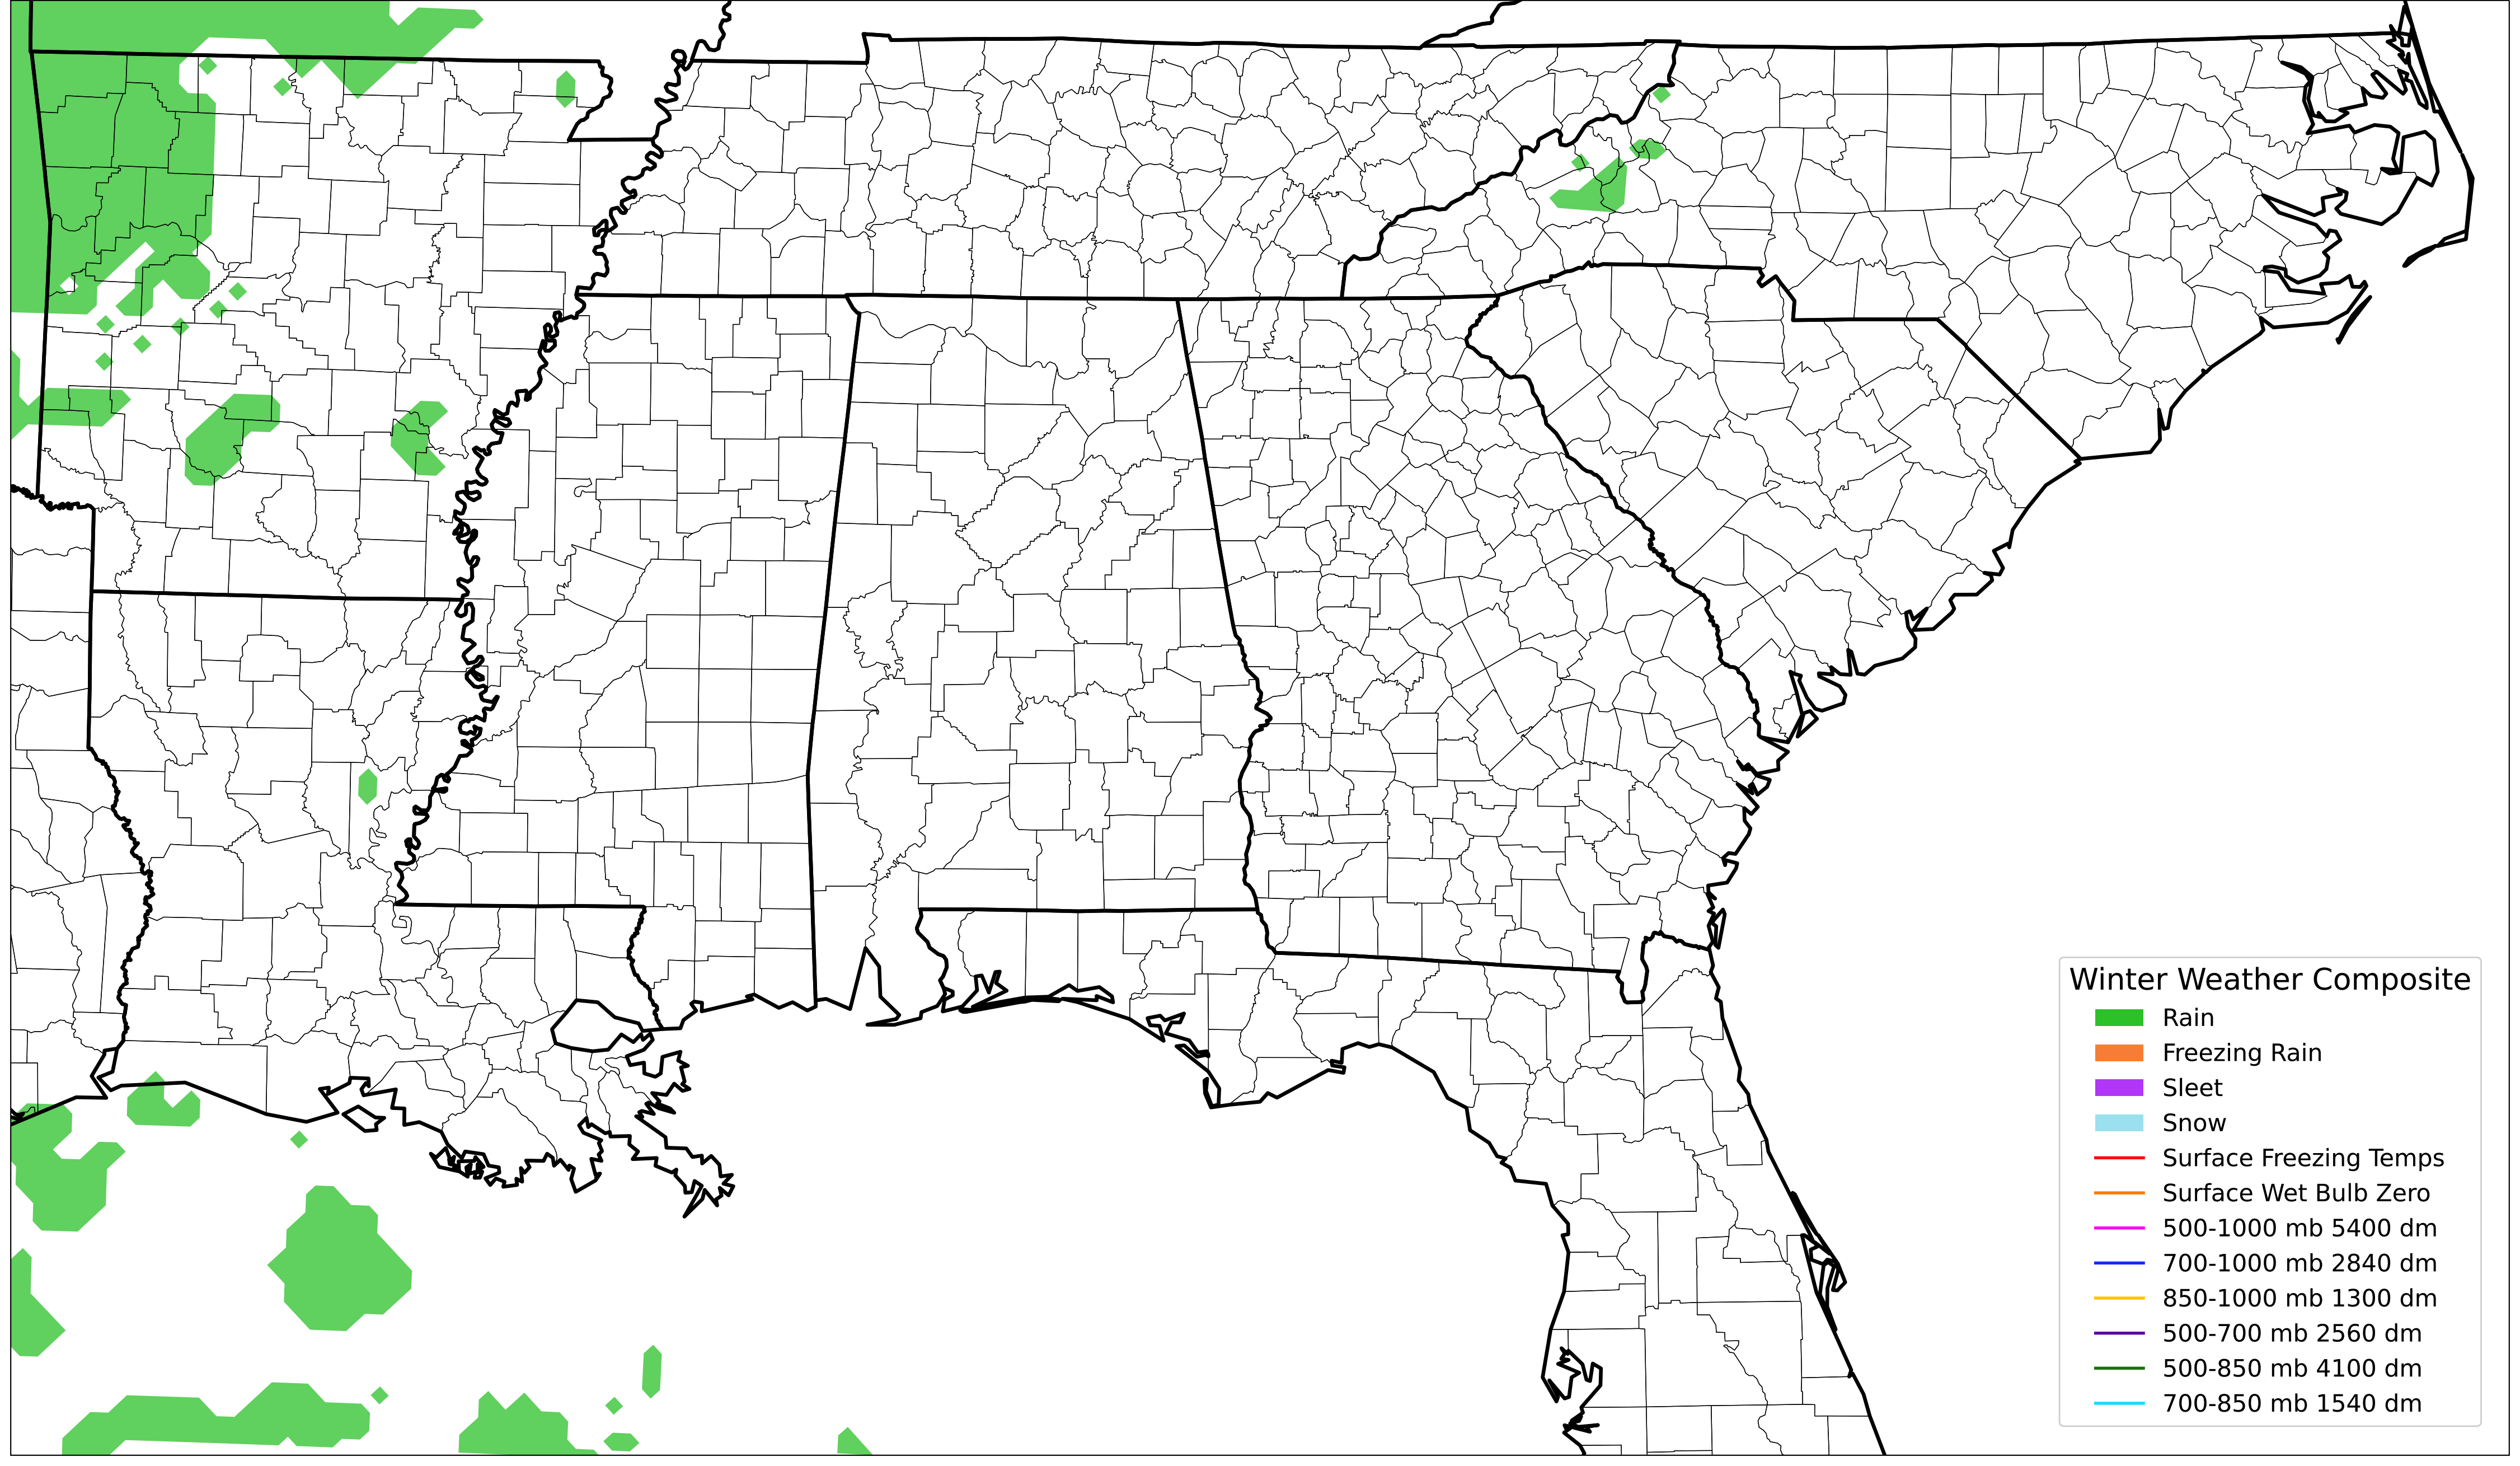 Winter Weather Composite
Rain
Freezing Rain
Sleet
Snow
Surface Freezing Temps
Surface Wet Bulb Zero
500-1000 mb 5400 dm
700-1000 mb 2840 dm
850-1000 mb 1300 dm
500-700 mb 2560 dm
500-850 mb 4100 dm
700-850 mb 1540 dm